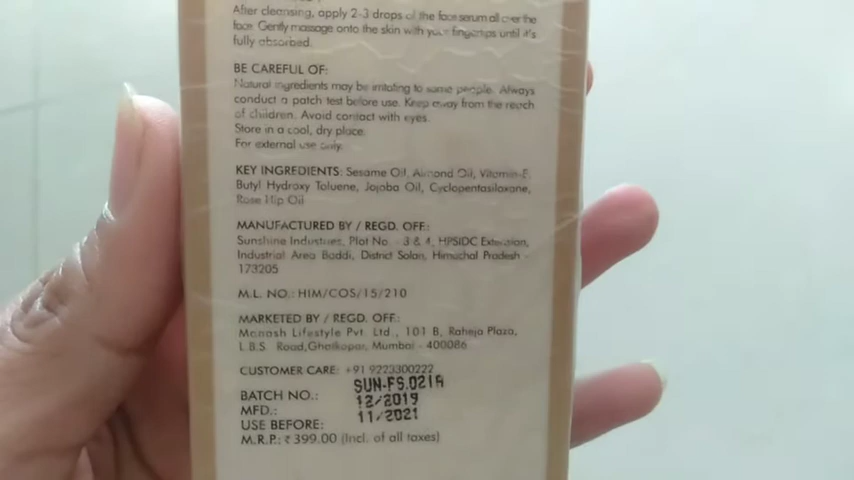 After cleansing, apply 2-3 drops of the face serum all over the
face. Gently massage onto the skin with your fingertips until it's
fully absorbed.
BE CAREFUL OF:
Natural ingredients may be irritating to some people. Always
conduct a patch test before use. Keep away from the reach
of children. Avoid contact with eyes.
Store in a cool, dry place.
For external use only.
KEY INGREDIENTS: Sesame Oil, Almond Oil, Vitamin-E,
Butyl Hydroxy Toluene, Jojoba Oil, Cyclopentasiloxane,
Rose Hip Oil
MANUFACTURED BY / REGD. OFF.:
Sunshine Industries, Plot No. - 3 & 4, HPSIDC Extension,
Industrial Area Baddi, District Solan, Himachal Pradesh -
173205
M.L. NO.: HIM/COS/15/210
MARKETED BY / REGD. OFF.:
Manash Lifestyle Pvt. Ltd., 101 B, Raheja Plaza,
L.B.S. Road, Ghatkopar, Mumbai - 400086
CUSTOMER CARE: +91 9223300222
BATCH NO.: SUN-FS.021A
MFD.: 12/2019
USE BEFORE: 11/2021
M.R.P.: ₹ 399.00 (Incl. of all taxes)